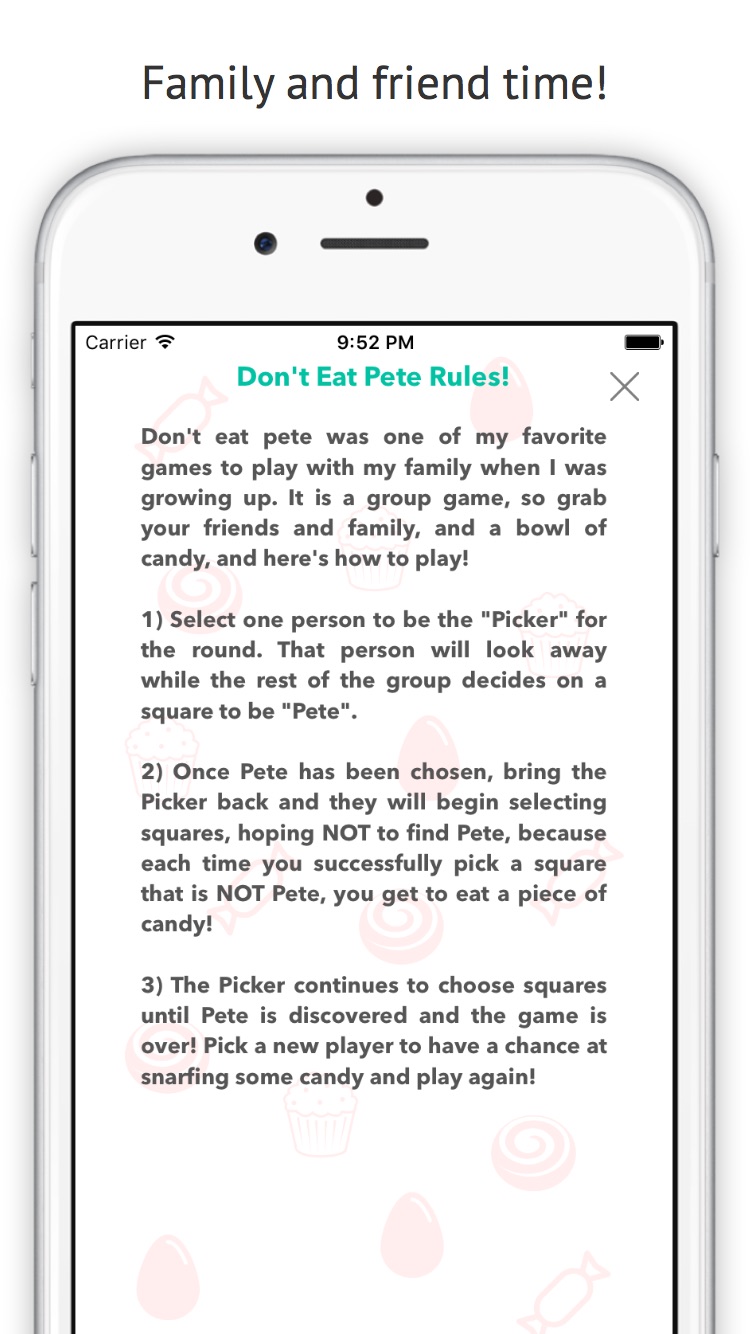 Family and friend time!
Carrier 9:52 PM
Don't Eat Pete Rules!
Don't eat pete was one of my favorite
games to play with my family when I was
growing up. It is a group game, so grab
your friends and family, and a bowl of
candy, and here's how to play!
1) Select one person to be the "Picker" for
the round. That person will look away
while the rest of the group decides on a
square to be "Pete".
2) Once Pete has been chosen, bring the
Picker back and they will begin selecting
squares, hoping NOT to find Pete, because
each time you successfully pick a square
that is NOT Pete, you get to eat a piece of
candy!
3) The Picker continues to choose squares
until Pete is discovered and the game is
over! Pick a new player to have a chance at
snarfing some candy and play again!